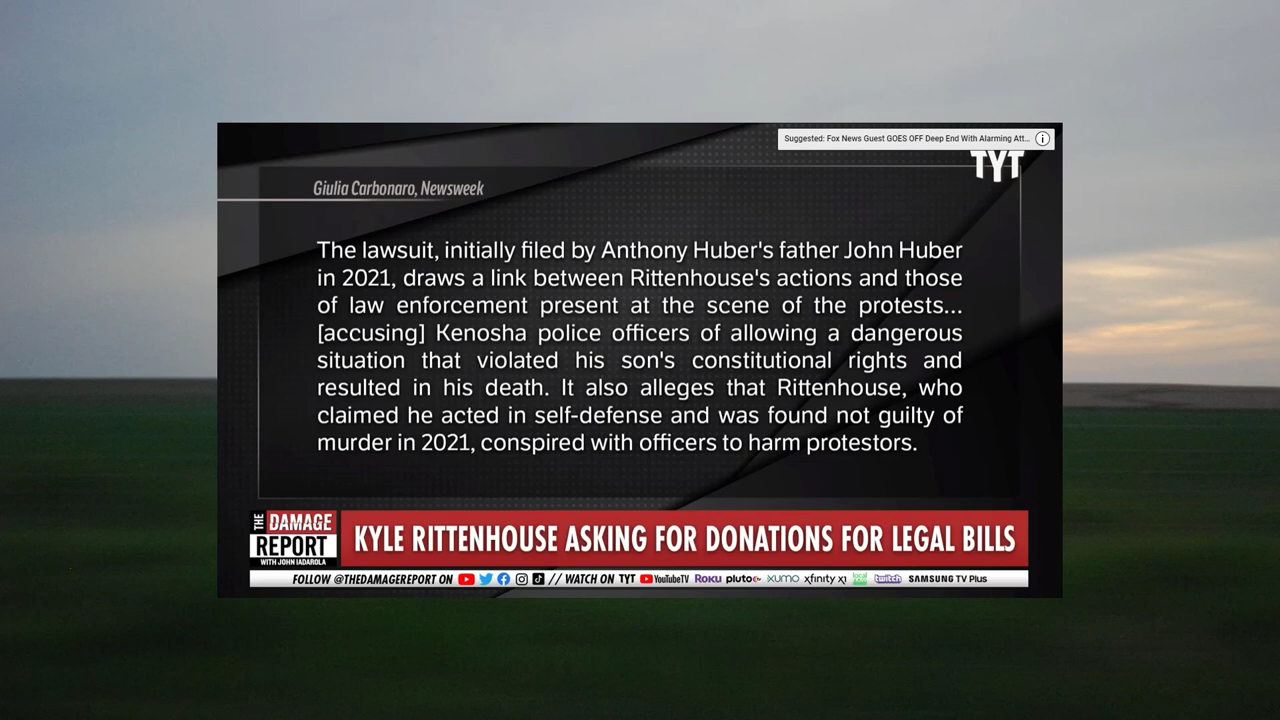 Suggested: Fox News Guest GOES OFF Deep End With Alarming Att...
TYT
Giulia Carbonaro, Newsweek
The lawsuit, initially filed by Anthony Huber's father John Huber
in 2021, draws a link between Rittenhouse's actions and those
of law enforcement present at the scene of the protests...
[accusing] Kenosha police officers of allowing a dangerous
situation that violated his son's constitutional rights and
resulted in his death. It also alleges that Rittenhouse, who
claimed he acted in self-defense and was found not guilty of
murder in 2021, conspired with officers to harm protestors.
THE DAMAGE
REPORT
WITH JOHN IADAROLA
KYLE RITTENHOUSE ASKING FOR DONATIONS FOR LEGAL BILLS
FOLLOW @THEDAMAGEREPORT ON // WATCH ON TYT YouTubeTV Roku pluto tv xumo xfinity x1 local now twitch SAMSUNG TV Plus